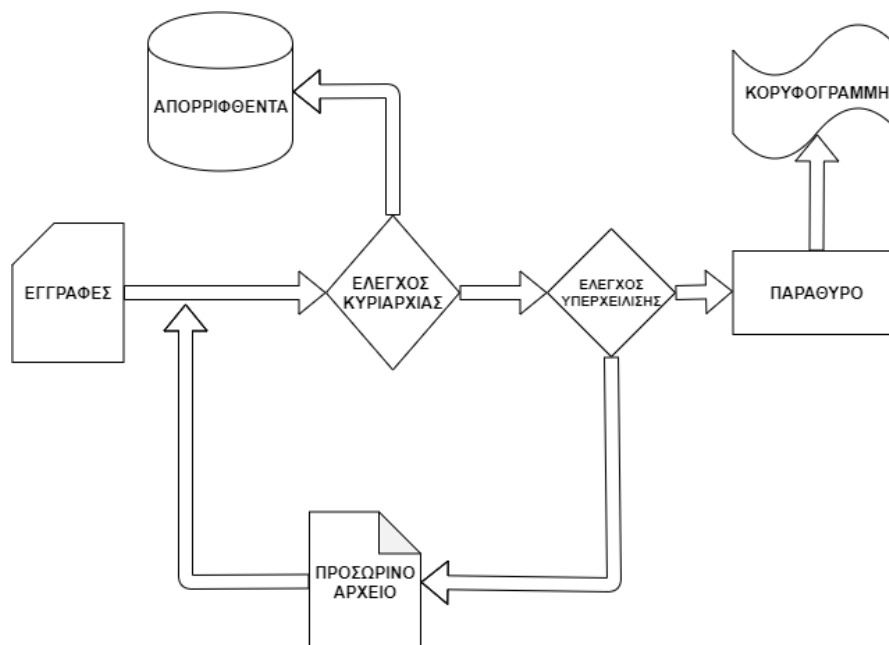 ΑΠΟΡΡΙΦΘΕΝΤΑ
ΚΟΡΥΦΟΓΡΑΜΜΗ
ΕΓΓΡΑΦΕΣ
ΕΛΕΓΧΟΣ
ΚΥΡΙΑΡΧΙΑΣ
ΕΛΕΓΧΟΣ
ΥΠΕΡΧΕΙΛΙΣΗΣ
ΠΑΡΑΘΥΡΟ
ΠΡΟΣΩΡΙΝΟ
ΑΡΧΕΙΟ